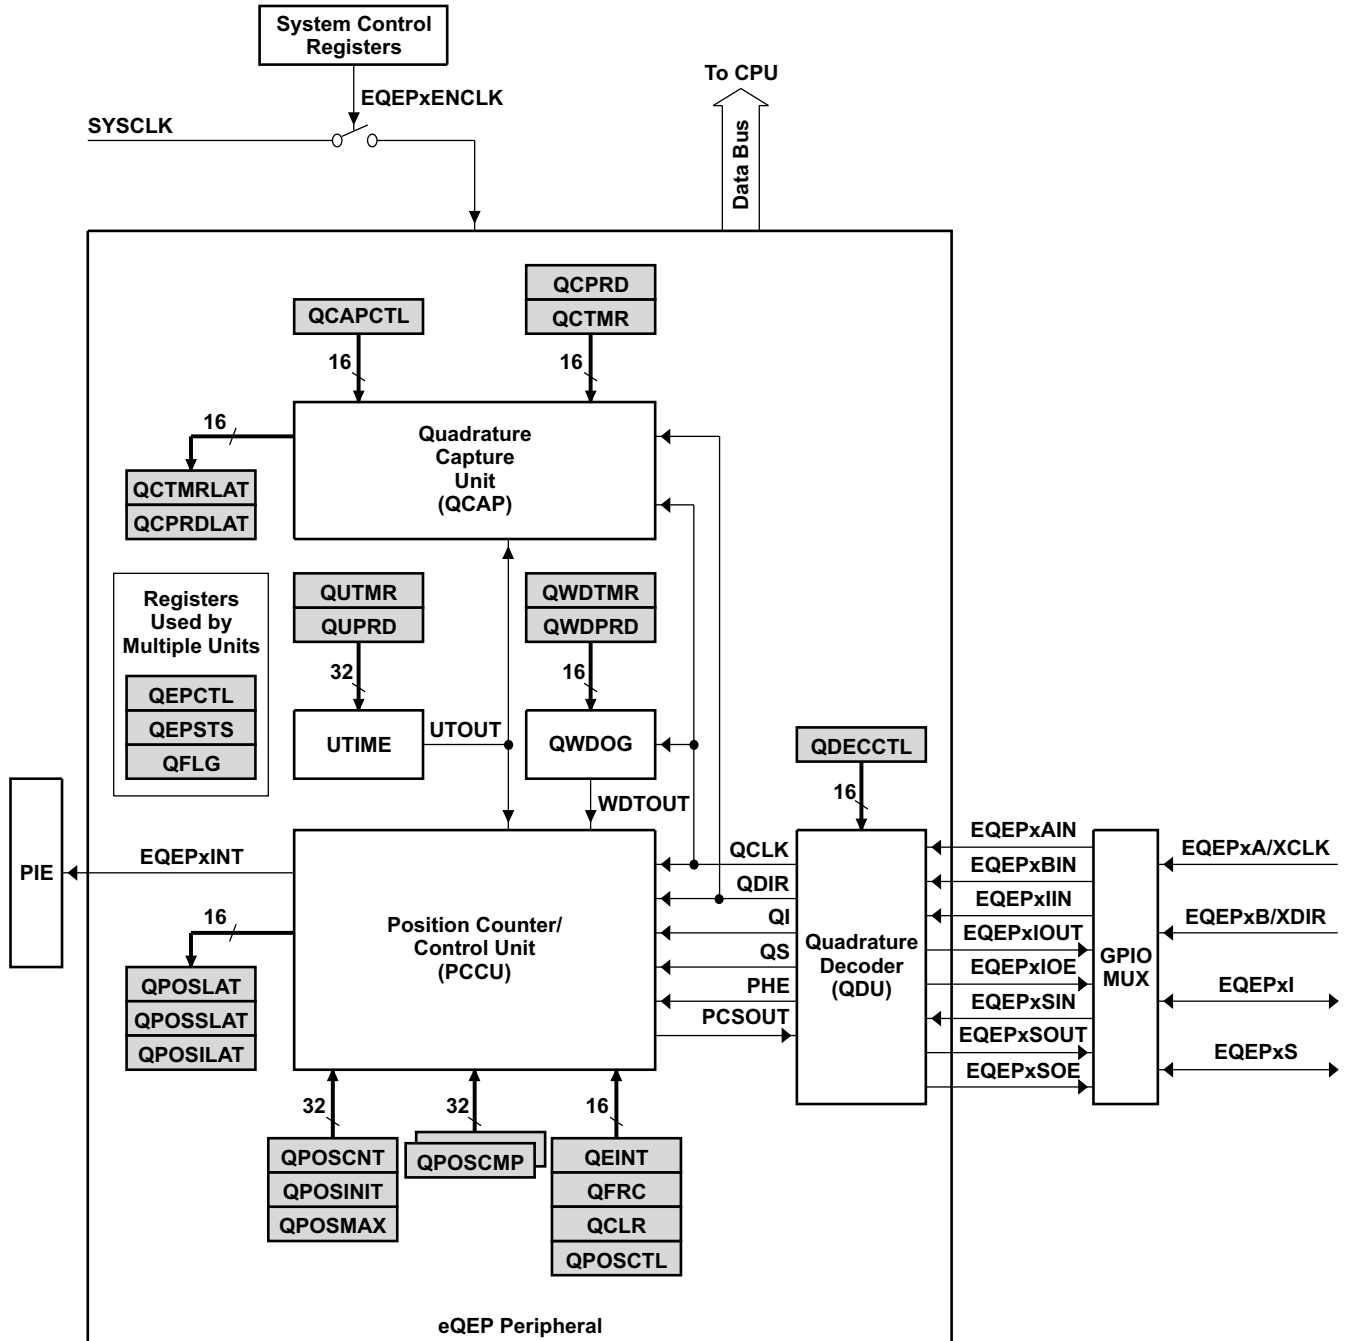 System Control
Registers
To CPU
EQEPxENCLK
SYSCLK
Data Bus
QCPRD
QCTMR
QCAPCTL
16
16
16
Quadrature
Capture
Unit
(QCAP)
QCTMRLAT
QCPRDLAT
Registers
Used by
Multiple Units
QEPCTL
QEPSTS
QFLG
QUTMR
QUPRD
32
QWDTMR
QWDPRD
16
UTIME
UTOUT
QWDOG
WDTOUT
QDECCTL
16
PIE
EQEPxINT
16
Position Counter/
Control Unit
(PCCU)
QCLK
QDIR
QI
QS
PHE
PCSOUT
Quadrature
Decoder
(QDU)
EQEPxAIN
EQEPxBIN
EQEPxIIN
EQEPxIOUT
EQEPxIOE
EQEPxSIN
EQEPxSOUT
EQEPxSOE
GPIO
MUX
EQEPxA/XCLK
EQEPxB/XDIR
EQEPxI
EQEPxS
QPOSLAT
QPOSSLAT
QPOSILAT
32
32
16
QPOSCNT
QPOSINIT
QPOSMAX
QPOSCMP
QEINT
QFRC
QCLR
QPOSCTL
eQEP Peripheral